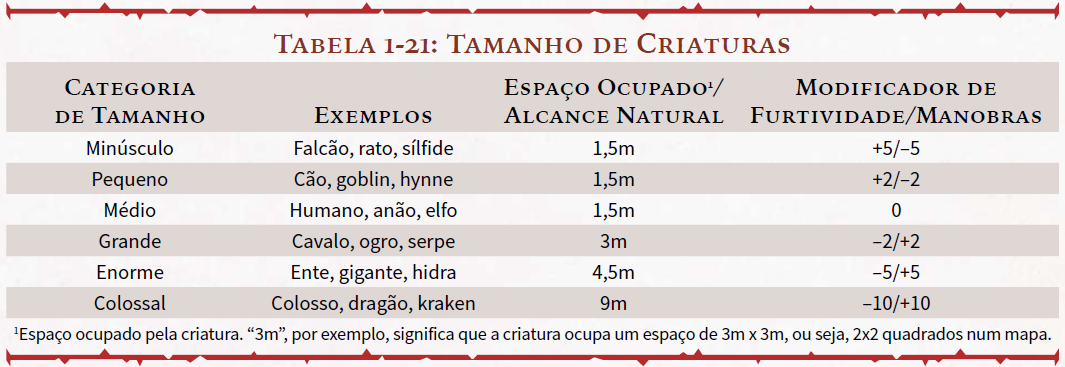 Tabela 1-21: Tamanho de Criaturas
Categoria de Tamanho Exemplos Espaço Ocupado¹/Alcance Natural Modificador de Furtividade/Manobras
Minúsculo Falcão, rato, sílfide 1,5m +5/–5
Pequeno Cão, goblin, hynne 1,5m +2/–2
Médio Humano, anão, elfo 1,5m 0
Grande Cavalo, ogro, serpe 3m –2/+2
Enorme Ente, gigante, hidra 4,5m –5/+5
Colossal Colosso, dragão, kraken 9m –10/+10
¹Espaço ocupado pela criatura. “3m”, por exemplo, significa que a criatura ocupa um espaço de 3m x 3m, ou seja, 2x2 quadrados num mapa.